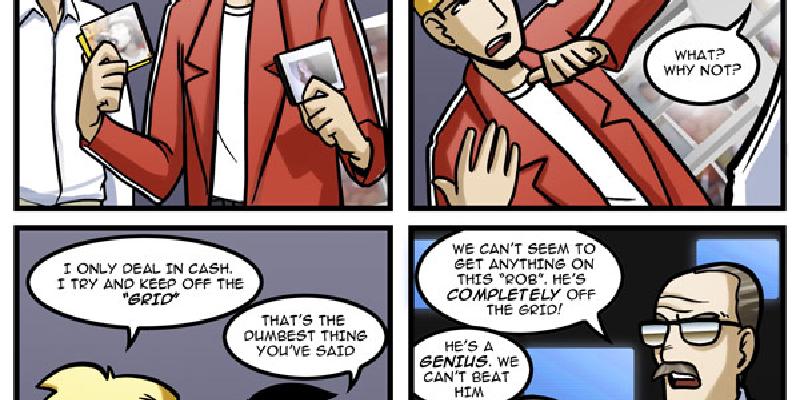 WHAT?
WHY NOT?
I ONLY DEAL IN CASH.
I TRY AND KEEP OFF THE
"GRID"
THAT'S THE
DUMBEST THING
YOU'VE SAID
WE CAN'T SEEM TO
GET ANYTHING ON
THIS "ROB". HE'S
COMPLETELY OFF
THE GRID!
HE'S A
GENIUS. WE
CAN'T BEAT
HIM